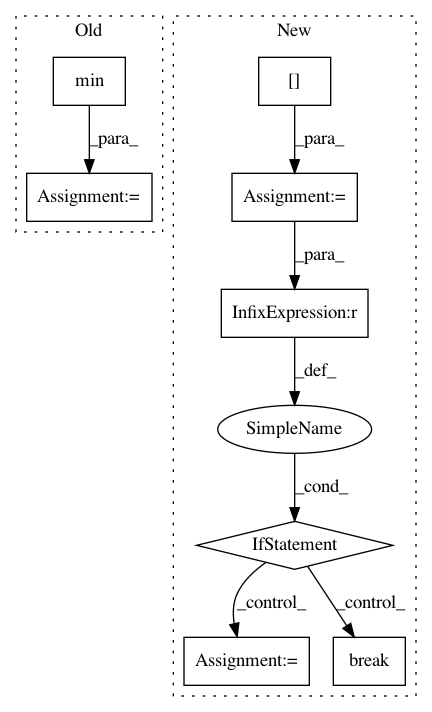 Old
New
min
[]
_para_
_para_
Assignment:=
Assignment:=
_para_
InfixExpression:r
_def_
SimpleName
_cond_
IfStatement
_control_
_control_
Assignment:=
break